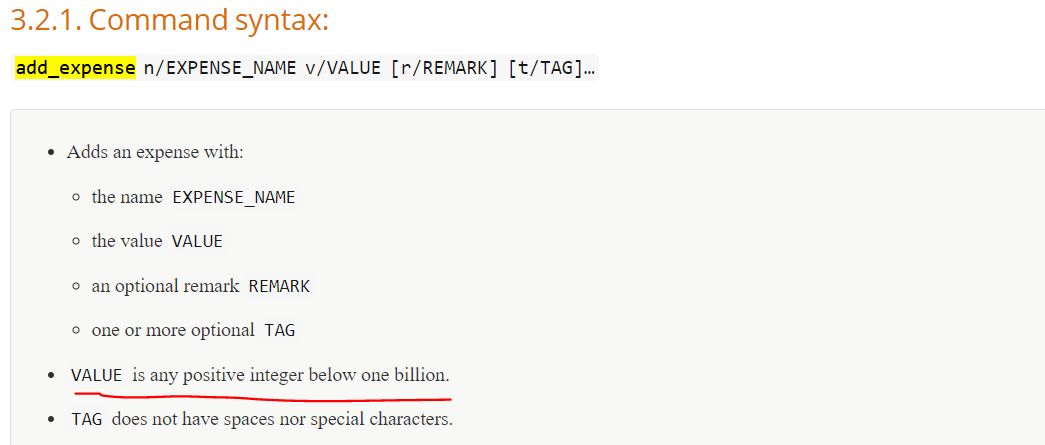 3.2.1. Command syntax:
add_expense n/EXPENSE_NAME v/VALUE [r/REMARK] [t/TAG]…
Adds an expense with:
the name EXPENSE_NAME
the value VALUE
an optional remark REMARK
one or more optional TAG
VALUE is any positive integer below one billion.
TAG does not have spaces nor special characters.